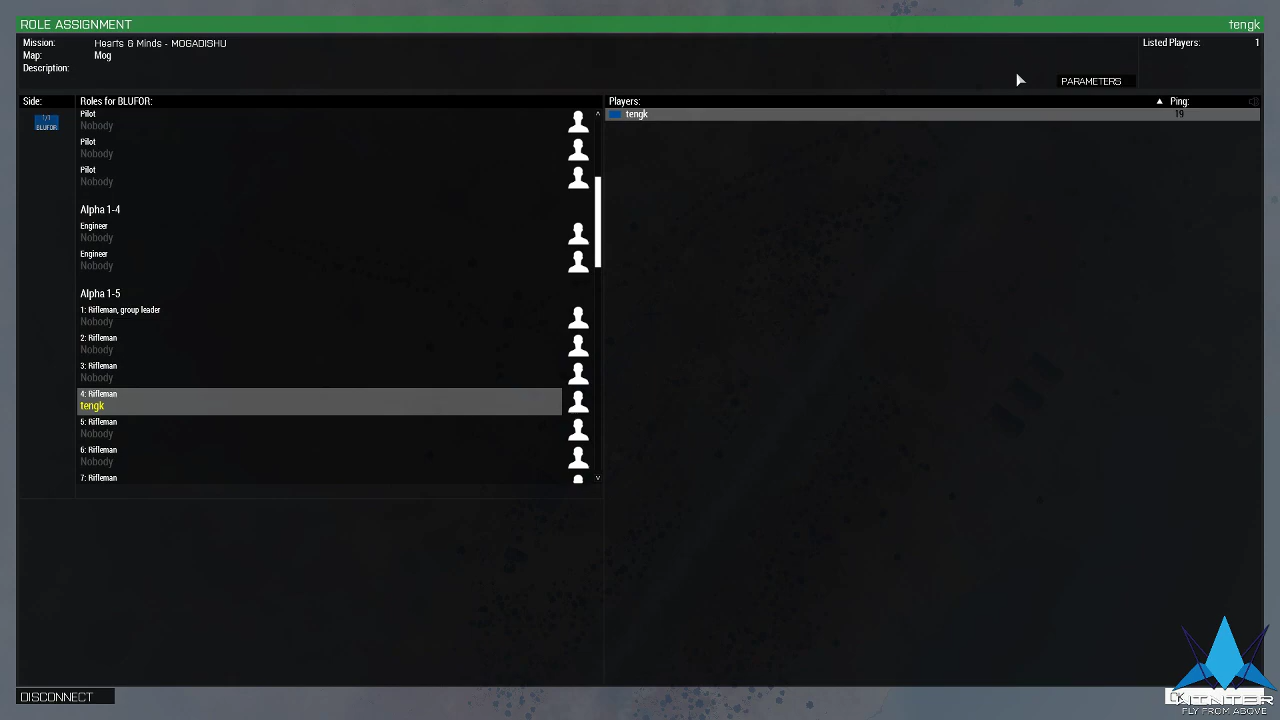 ROLE ASSIGNMENT
tengk
Mission: Hearts & Minds - MOGADISHU
Map: Mog
Description:
Listed Players: 1
PARAMETERS
Side:
1/1
BLUFOR
Roles for BLUFOR:
Pilot
Nobody
Pilot
Nobody
Pilot
Nobody
Alpha 1-4
Engineer
Nobody
Engineer
Nobody
Alpha 1-5
1: Rifleman, group leader
Nobody
2: Rifleman
Nobody
3: Rifleman
Nobody
4: Rifleman
tengk
5: Rifleman
Nobody
6: Rifleman
Nobody
7: Rifleman
Players: Ping:
tengk 19
DISCONNECT
OK
FLY FROM ABOVE